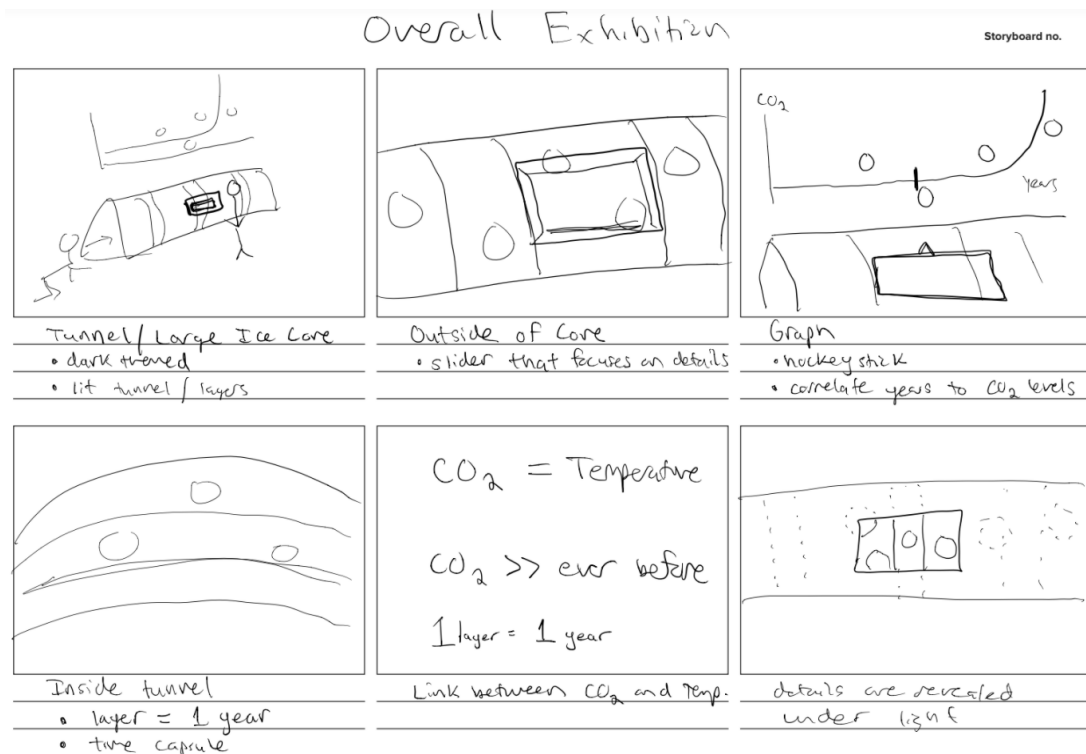 Overall Exhibition
Storyboard no.
CO2
years
Tunnel/Large Ice Core
• dark themed
• lit tunnel/layers
Outside of Core
• slider that focuses on details
Graph
• hockey stick
• correlate years to CO2 levels
CO2 = Temperature
CO2 >> ever before
1 layer = 1 year
Inside tunnel
• layer = 1 year
• time capsule
Link between CO2 and Temp.
details are revealed
under light